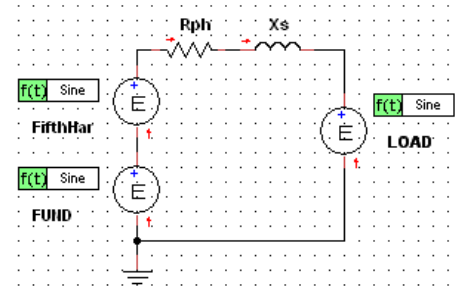 Rph Xs
f(t) Sine
E
FifthHar
f(t) Sine
E
LOAD
f(t) Sine
E
FUND